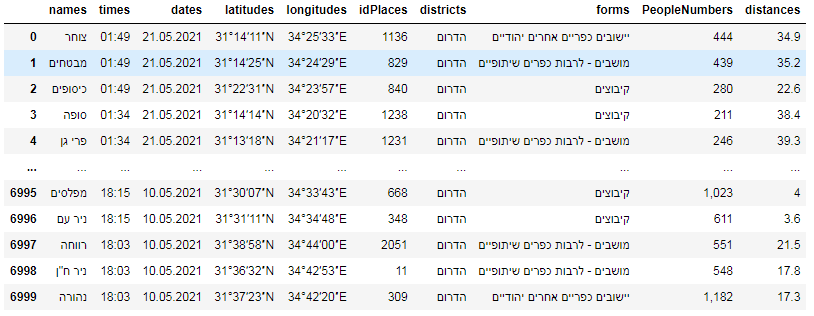 names times dates latitudes longitudes idPlaces districts forms PeopleNumbers distances
0 צוחר 01:49 21.05.2021 31°14′11″N 34°25′33″E 1136 הדרום יישובים כפריים אחרים יהודיים 444 34.9
1 מבטחים 01:49 21.05.2021 31°14′25″N 34°24′29″E 829 הדרום מושבים - לרבות כפרים שיתופיים 439 35.2
2 כיסופים 01:49 21.05.2021 31°22′31″N 34°23′57″E 840 הדרום קיבוצים 280 22.6
3 סופה 01:34 21.05.2021 31°14′14″N 34°20′32″E 1238 הדרום קיבוצים 211 38.4
4 פרי גן 01:34 21.05.2021 31°13′18″N 34°21′17″E 1231 הדרום מושבים - לרבות כפרים שיתופיים 246 39.3
... ... ... ... ... ... ... ... ... ... ...
6995 מפלסים 18:15 10.05.2021 31°30′07″N 34°33′43″E 668 הדרום קיבוצים 1,023 4
6996 ניר עם 18:15 10.05.2021 31°31′11″N 34°34′48″E 348 הדרום קיבוצים 611 3.6
6997 רווחה 18:03 10.05.2021 31°38′58″N 34°44′00″E 2051 הדרום מושבים - לרבות כפרים שיתופיים 551 21.5
6998 ניר ח"ן 18:03 10.05.2021 31°36′32″N 34°42′53″E 11 הדרום מושבים - לרבות כפרים שיתופיים 548 17.8
6999 נהורה 18:03 10.05.2021 31°37′23″N 34°42′20″E 309 הדרום יישובים כפריים אחרים יהודיים 1,182 17.3